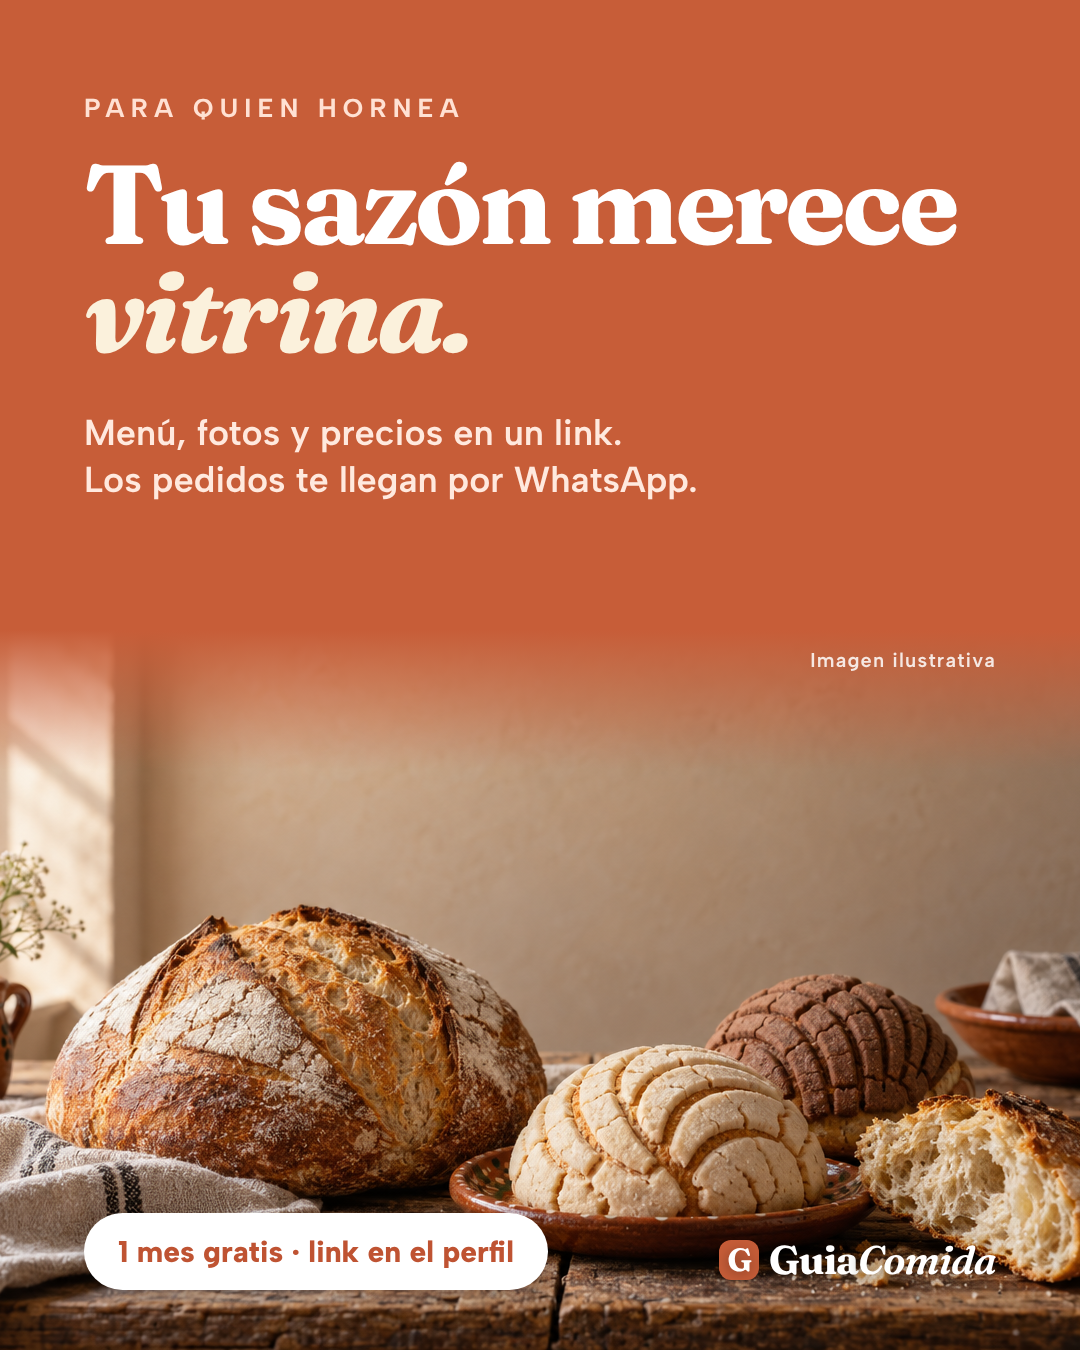 PARA QUIEN HORNEA
Tu sazón merece
vitrina.
Menú, fotos y precios en un link.
Los pedidos te llegan por WhatsApp.
Imagen ilustrativa
1 mes gratis · link en el perfil
G GuiaComida